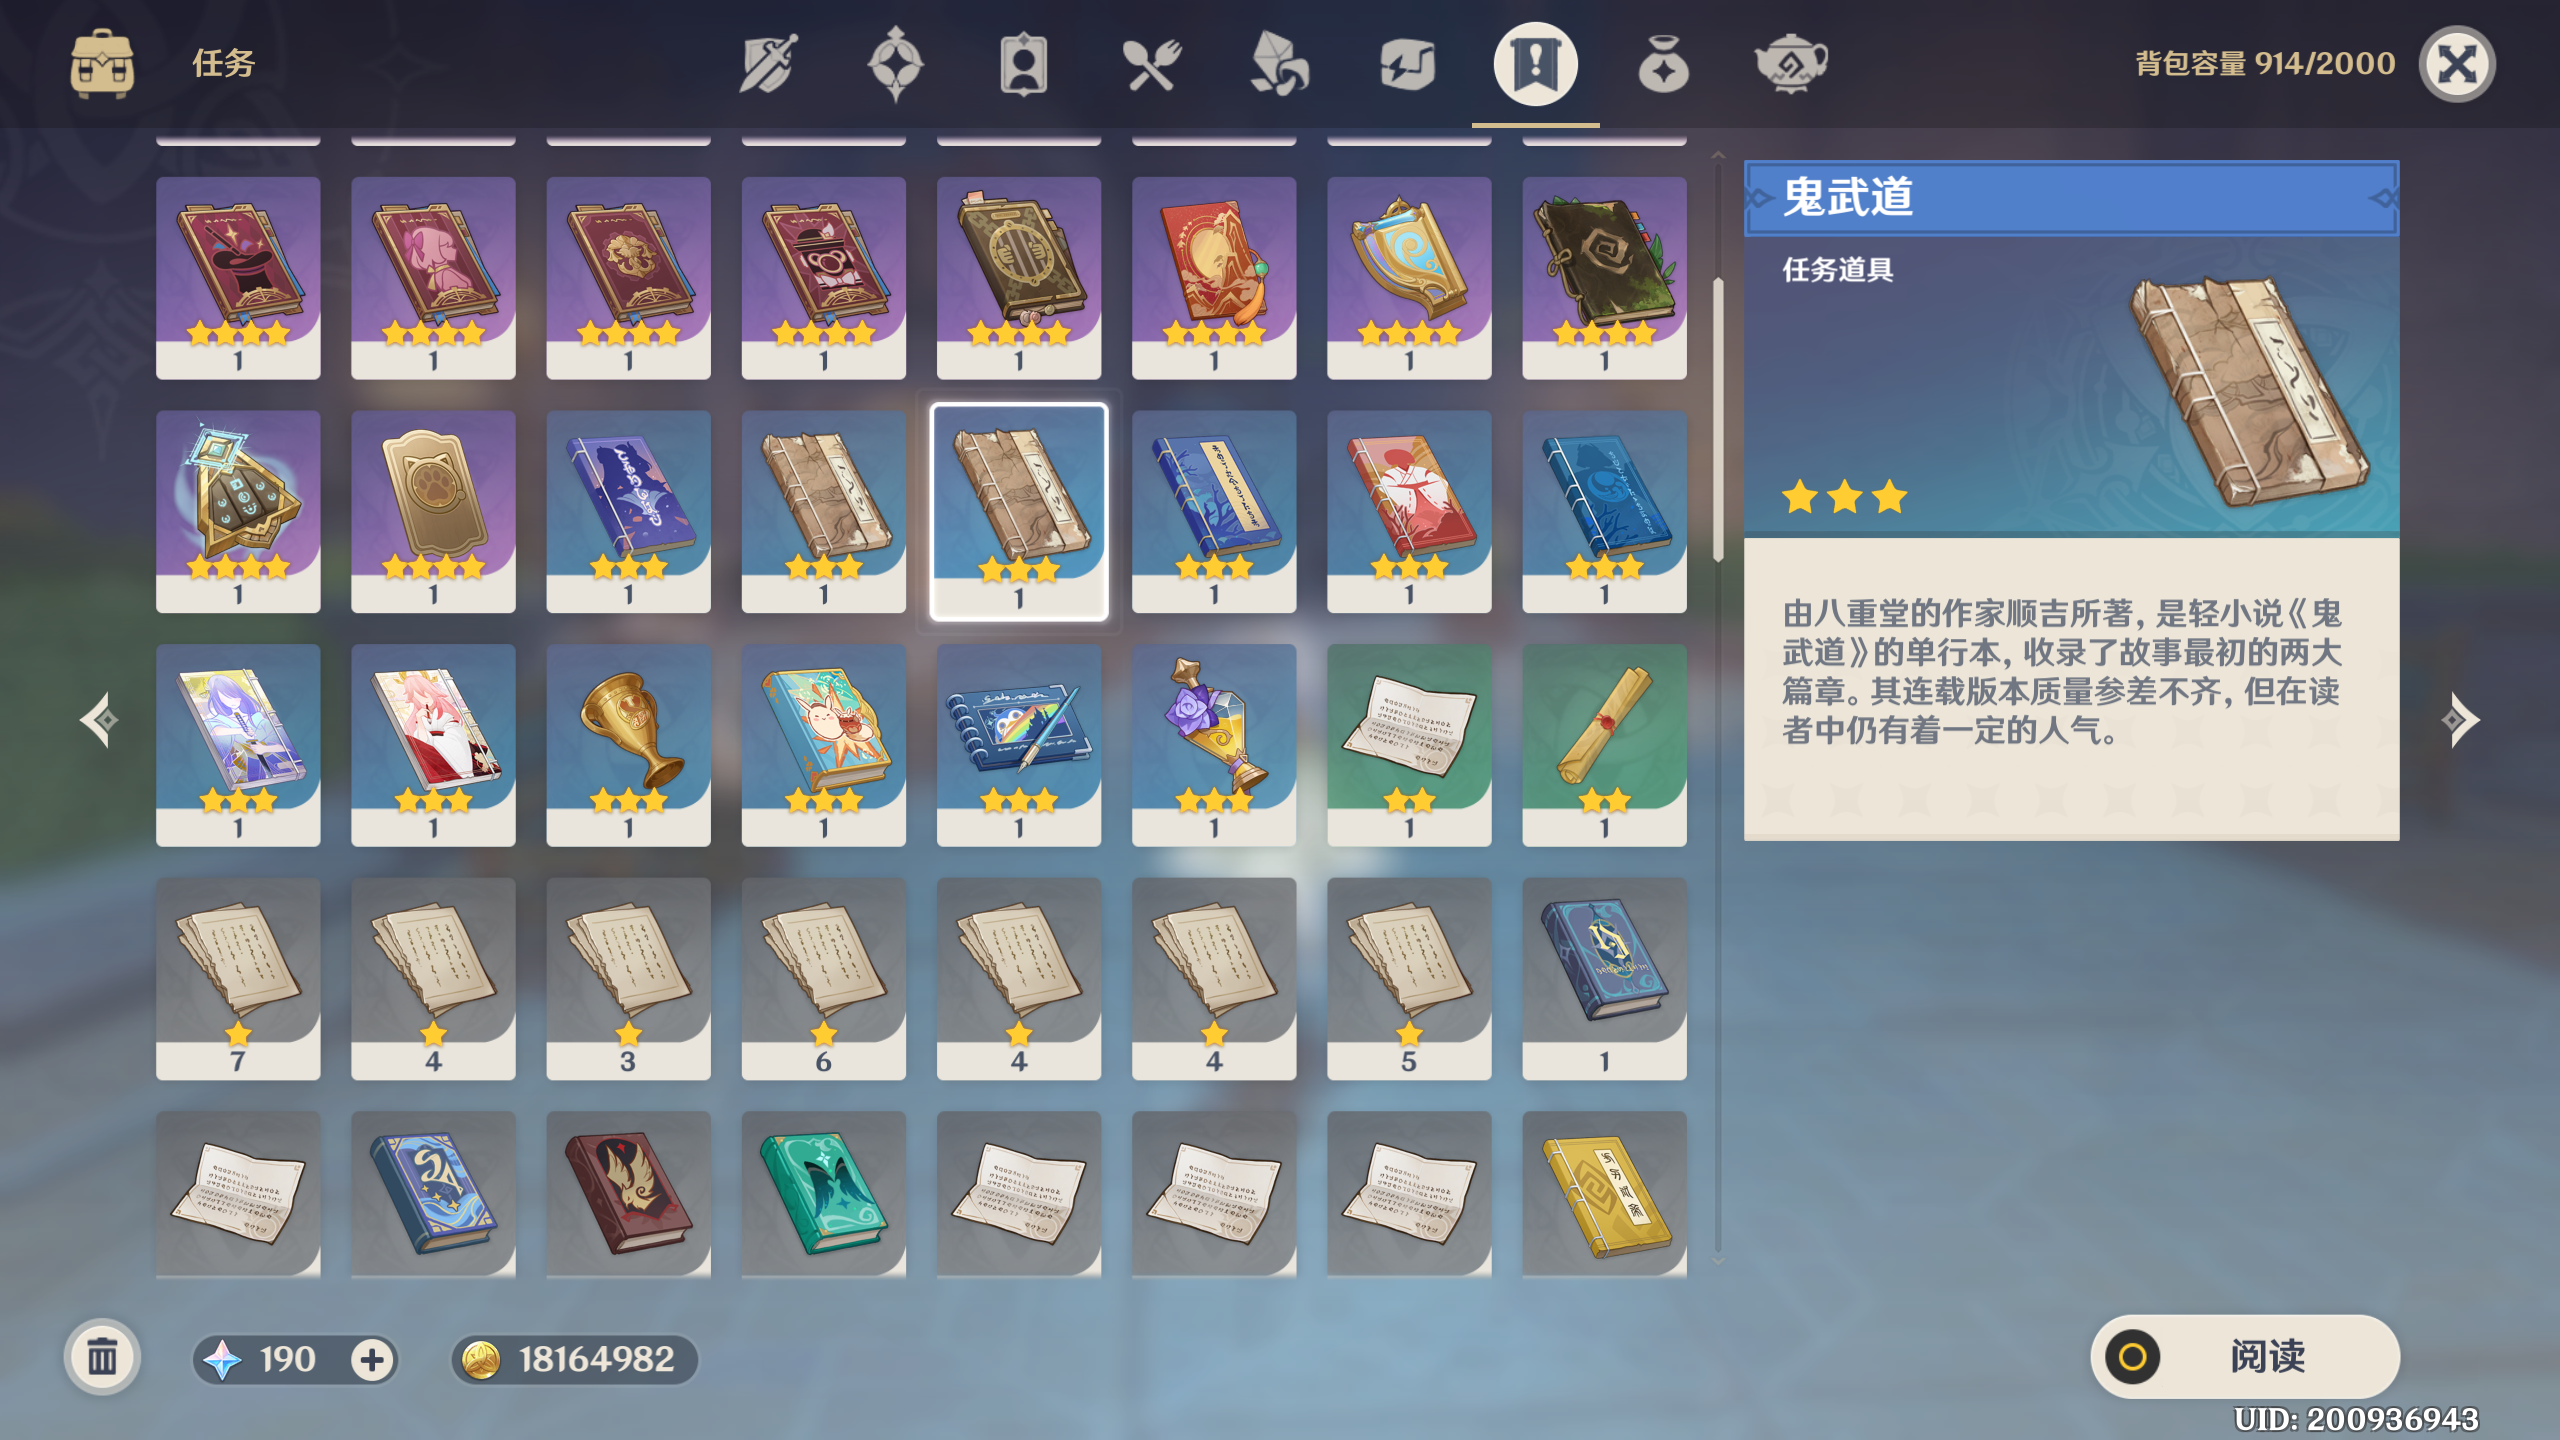 任务
背包容量 914/2000
1 1 1 1 1 1 1 1
1 1 1 1 1 1 1 1
1 1 1 1 1 1 1 1
7 4 3 6 4 4 5 1
鬼武道
任务道具
由八重堂的作家顺吉所著，是轻小说《鬼
武道》的单行本，收录了故事最初的两大
篇章。其连载版本质量参差不齐，但在读
者中仍有着一定的人气。
190
18164982
阅读
UID: 200936943